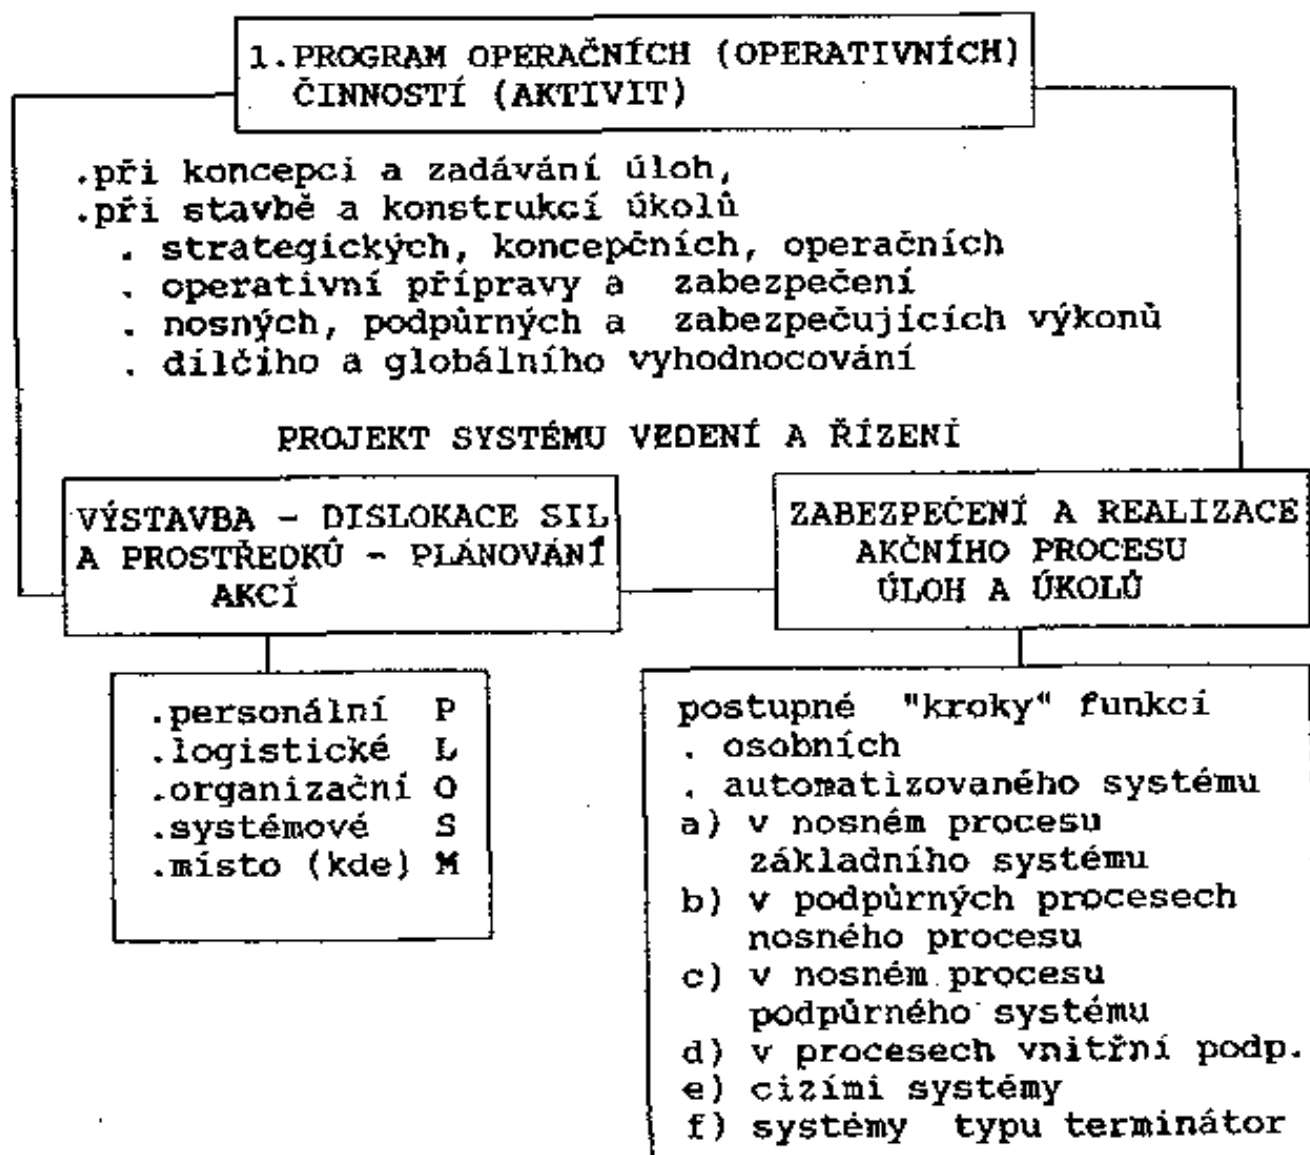 1.PROGRAM OPERAČNÍCH (OPERATIVNÍCH)
ČINNOSTÍ (AKTIVIT)
.při koncepci a zadávání úloh,
.při stavbě a konstrukcí úkolů
. strategických, koncepčních, operačních
. operativní přípravy a zabezpečení
. nosných, podpůrných a zabezpečujících výkonů
. dílčiho a globálního vyhodnocování
PROJEKT SYSTÉMU VEDENÍ A ŘÍZENÍ
VÝSTAVBA - DISLOKACE SIL
A PROSTŘEDKŮ - PLÁNOVÁNÍ
AKCÍ
.personální P
.logistické L
.organizační O
.systémové S
.místo (kde) M
ZABEZPEČENÍ A REALIZACE
AKČNÍHO PROCESU
ÚLOH A ÚKOLŮ
postupné "kroky" funkcí
. osobních
. automatizovaného systému
a) v nosném procesu
základního systému
b) v podpůrných procesech
nosného procesu
c) v nosném procesu
podpůrného systému
d) v procesech vnitřní podp.
e) cizími systémy
f) systémy typu terminátor